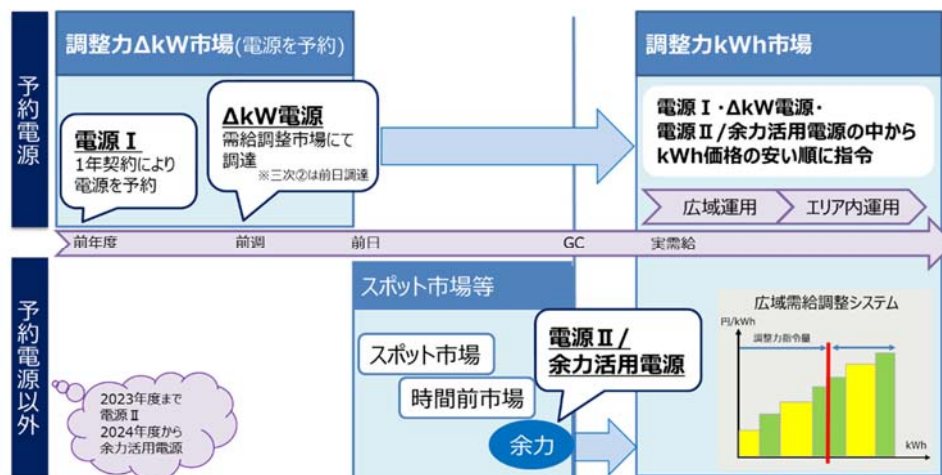 予約電源
調整力ΔkW市場(電源を予約)
電源Ⅰ
1年契約により
電源を予約
ΔkW電源
需給調整市場にて
調達
※三次②は前日調達
調整力kWh市場
電源Ⅰ・ΔkW電源・
電源Ⅱ/余力活用電源の中から
kWh価格の安い順に指令
広域運用
エリア内運用
前年度
前週
前日
GC
実需給
予約電源以外
2023年度まで
電源Ⅱ
2024年度から
余力活用電源
スポット市場等
スポット市場
時間前市場
余力
電源Ⅱ/
余力活用電源
広域需給調整システム
円/kWh
調整力指令量
kWh